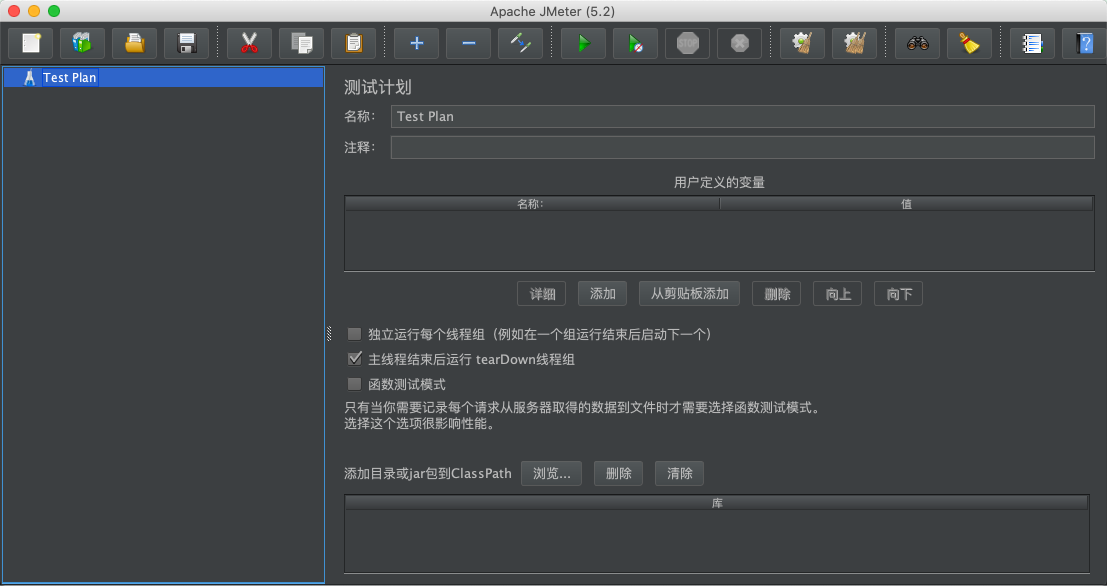 Apache JMeter (5.2)
STOP
?
Test Plan
测试计划
名称：
Test Plan
注释：
用户定义的变量
名称:
值
详细
添加
从剪贴板添加
删除
向上
向下
独立运行每个线程组（例如在一个组运行结束后启动下一个）
主线程结束后运行 tearDown线程组
函数测试模式
只有当你需要记录每个请求从服务器取得的数据到文件时才需要选择函数测试模式。
选择这个选项很影响性能。
添加目录或jar包到ClassPath
浏览...
删除
清除
库